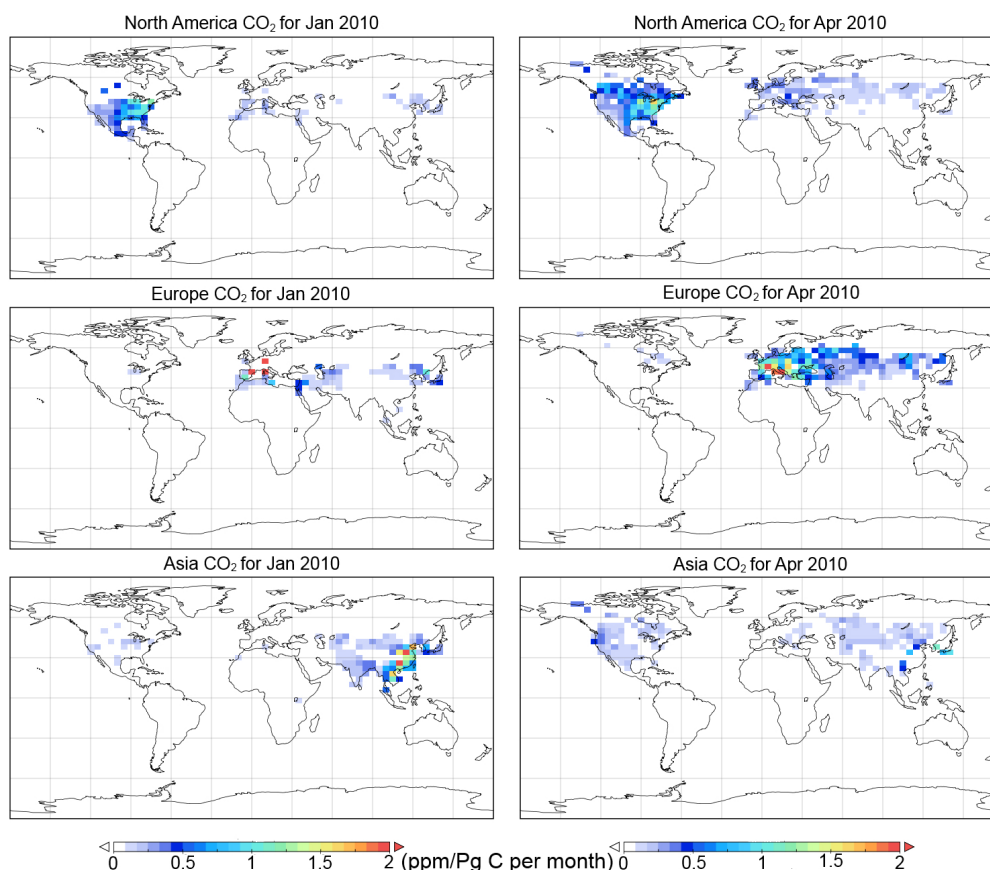 North America CO₂ for Jan 2010
North America CO₂ for Apr 2010
Europe CO₂ for Jan 2010
Europe CO₂ for Apr 2010
Asia CO₂ for Jan 2010
Asia CO₂ for Apr 2010
0 0.5 1 1.5 2 (ppm/Pg C per month) 0 0.5 1 1.5 2